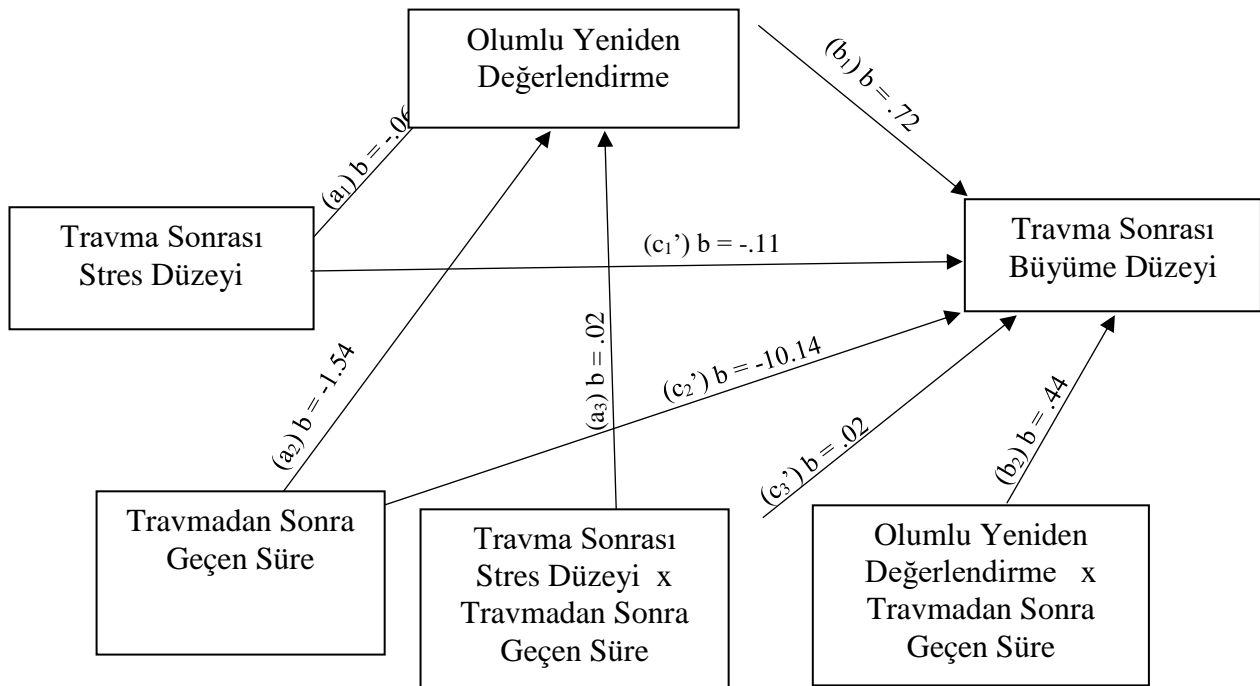 Olumlu Yeniden
Değerlendirme
(b₁) b = .72
(a₁) b = -.06
Travma Sonrası
Stres Düzeyi
(c₁’) b = -.11
Travma Sonrası
Büyüme Düzeyi
(a₂) b = -1.54
(a₃) b = .02
(c₂’) b = -10.14
(c₃’) b = .02
(b₂) b = .44
Travmadan Sonra
Geçen Süre
Travma Sonrası
Stres Düzeyi x
Travmadan Sonra
Geçen Süre
Olumlu Yeniden
Değerlendirme x
Travmadan Sonra
Geçen Süre